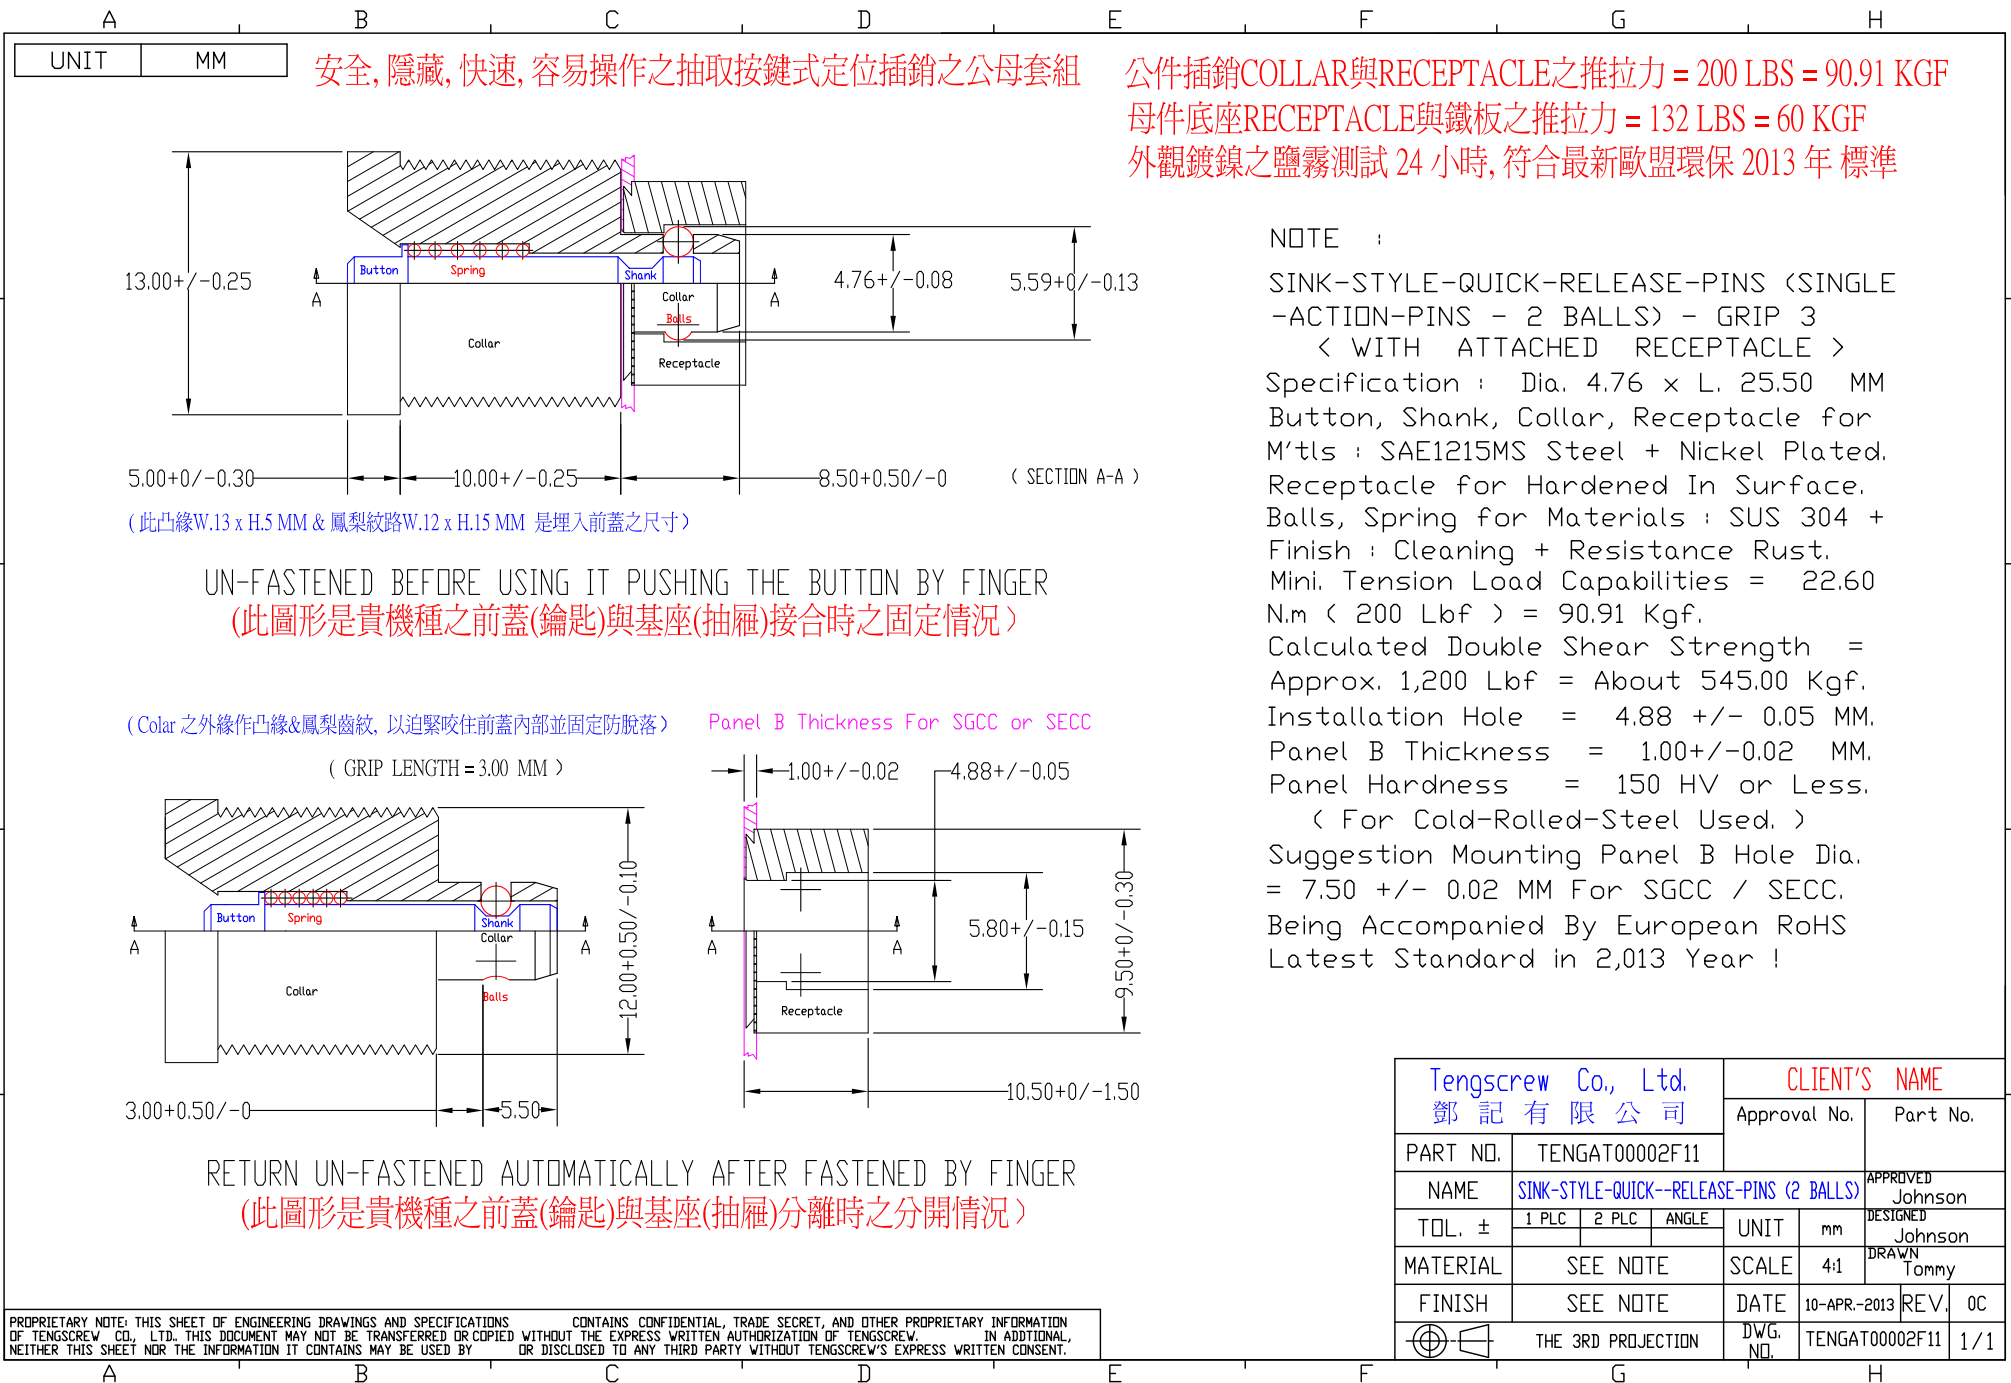 A B C D E F G H
UNIT MM
安全, 隱藏, 快速, 容易操作之抽取按鍵式定位插銷之公母套組
公件插銷COLLAR與RECEPTACLE之推拉力 = 200 LBS = 90.91 KGF
母件底座RECEPTACLE與鐵板之推拉力 = 132 LBS = 60 KGF
外觀鍍鎳之鹽霧測試 24 小時, 符合最新歐盟環保 2013 年 標準
13.00+/-0.25
Button
Spring
Shank
Collar
Balls
Collar
Receptacle
A A
4.76+/-0.08
5.59+0/-0.13
5.00+0/-0.30
10.00+/-0.25
8.50+0.50/-0
( SECTION A-A )
( 此凸緣W.13 x H.5 MM & 鳳梨紋路W.12 x H.15 MM 是埋入前蓋之尺寸 )
UN-FASTENED BEFORE USING IT PUSHING THE BUTTON BY FINGER
(此圖形是貴機種之前蓋(鑰匙)與基座(抽屜)接合時之固定情況 )
( Colar 之外緣作凸緣&鳳梨齒紋, 以迫緊咬住前蓋內部並固定防脫落 )
( GRIP LENGTH = 3.00 MM )
Panel B Thickness For SGCC or SECC
1.00+/-0.02
4.88+/-0.05
Button
Spring
Shank
Collar
Balls
Collar
A A
12.00+0.50/-0.10
A A
Receptacle
5.80+/-0.15
9.50+0/-0.30
3.00+0.50/-0
5.50
10.50+0/-1.50
RETURN UN-FASTENED AUTOMATICALLY AFTER FASTENED BY FINGER
(此圖形是貴機種之前蓋(鑰匙)與基座(抽屜)分離時之分開情況 )
NOTE :
SINK-STYLE-QUICK-RELEASE-PINS (SINGLE
-ACTION-PINS - 2 BALLS) - GRIP 3
< WITH ATTACHED RECEPTACLE >
Specification : Dia. 4.76 x L. 25.50 MM
Button, Shank, Collar, Receptacle for
M'tls : SAE1215MS Steel + Nickel Plated.
Receptacle for Hardened In Surface.
Balls, Spring for Materials : SUS 304 +
Finish : Cleaning + Resistance Rust.
Mini. Tension Load Capabilities = 22.60
N.m ( 200 Lbf ) = 90.91 Kgf.
Calculated Double Shear Strength =
Approx. 1,200 Lbf = About 545.00 Kgf.
Installation Hole = 4.88 +/- 0.05 MM.
Panel B Thickness = 1.00+/-0.02 MM.
Panel Hardness = 150 HV or Less.
( For Cold-Rolled-Steel Used. )
Suggestion Mounting Panel B Hole Dia.
= 7.50 +/- 0.02 MM For SGCC / SECC.
Being Accompanied By European RoHS
Latest Standard in 2,013 Year !
Tengscrew Co., Ltd.
鄧 記 有 限 公 司
CLIENT'S NAME
Approval No. Part No.
PART NO. TENGAT00002F11
NAME SINK-STYLE-QUICK--RELEASE-PINS (2 BALLS)
APPROVED Johnson
TOL. ± 1 PLC 2 PLC ANGLE UNIT mm
DESIGNED Johnson
MATERIAL SEE NOTE SCALE 4:1
DRAWN Tommy
FINISH SEE NOTE DATE 10-APR.-2013 REV. 0C
THE 3RD PROJECTION DWG. NO. TENGAT00002F11 1/1
PROPRIETARY NOTE: THIS SHEET OF ENGINEERING DRAWINGS AND SPECIFICATIONS CONTAINS CONFIDENTIAL, TRADE SECRET, AND OTHER PROPRIETARY INFORMATION
OF TENGSCREW CO., LTD.. THIS DOCUMENT MAY NOT BE TRANSFERRED OR COPIED WITHOUT THE EXPRESS WRITTEN AUTHORIZATION OF TENGSCREW. IN ADDTIONAL,
NEITHER THIS SHEET NOR THE INFORMATION IT CONTAINS MAY BE USED BY OR DISCLOSED TO ANY THIRD PARTY WITHOUT TENGSCREW'S EXPRESS WRITTEN CONSENT.
A B C D E F G H